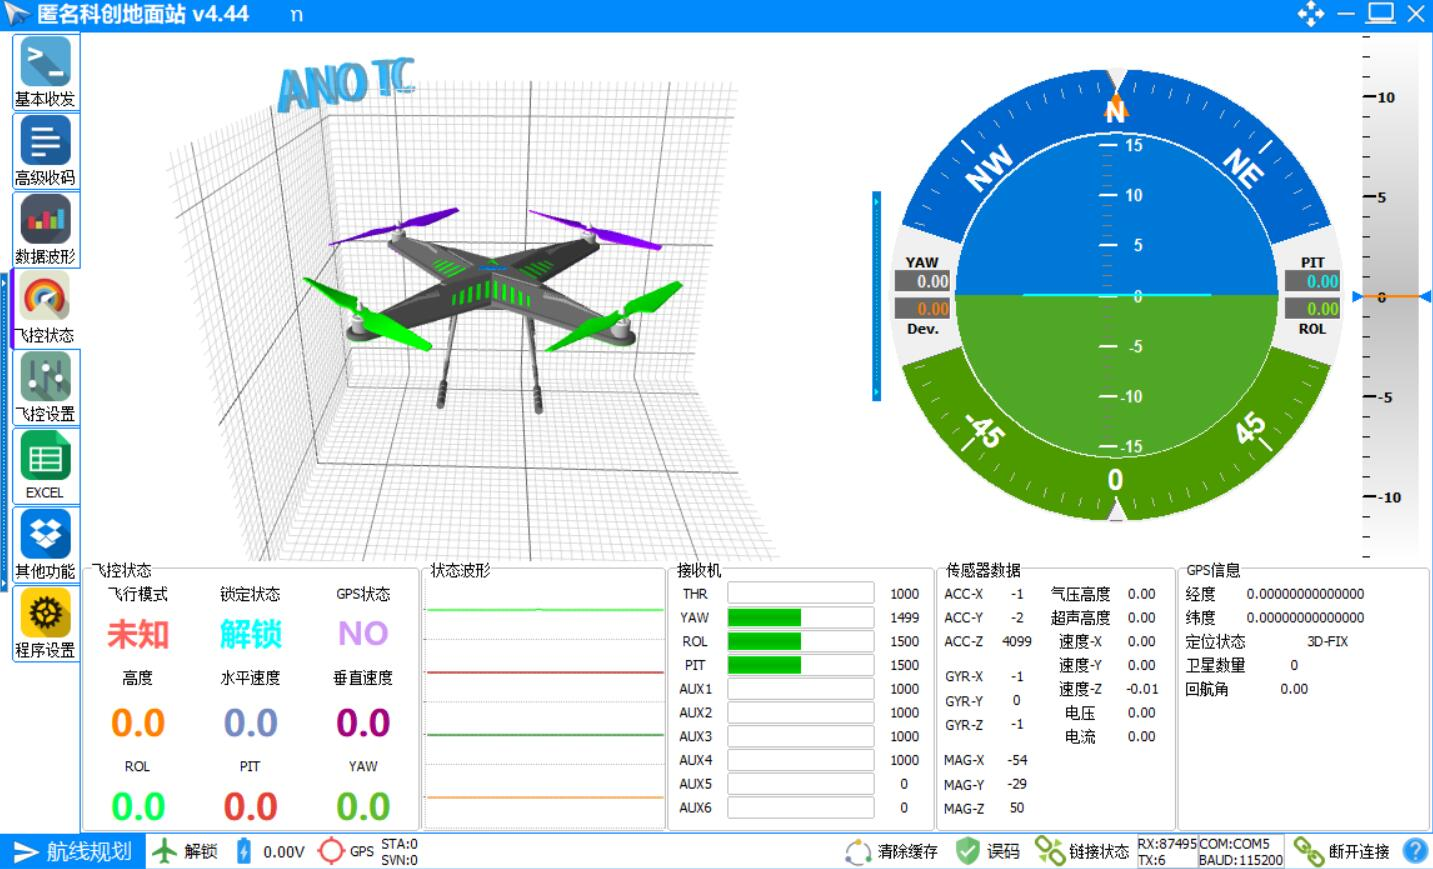 匿名科创地面站 v4.44
n
基本收发
高级收码
数据波形
飞控状态
飞控设置
EXCEL
其他功能
程序设置
ANO TC
N
NW
NE
15
10
5
0
-5
-10
-15
-45
45
0
YAW
0.00
0.00
Dev.
PIT
0.00
0.00
ROL
10
5
0
-5
-10
飞控状态
飞行模式 锁定状态 GPS状态
未知 解锁 NO
高度 水平速度 垂直速度
0.0 0.0 0.0
ROL PIT YAW
0.0 0.0 0.0
状态波形
接收机
THR 1000
YAW 1499
ROL 1500
PIT 1500
AUX1 1000
AUX2 1000
AUX3 1000
AUX4 1000
AUX5 0
AUX6 0
传感器数据
ACC-X -1
ACC-Y -2
ACC-Z 4099
GYR-X -1
GYR-Y 0
GYR-Z -1
MAG-X -54
MAG-Y -29
MAG-Z 50
气压高度 0.00
超声高度 0.00
速度-X 0.00
速度-Y 0.00
速度-Z -0.01
电压 0.00
电流 0.00
GPS信息
经度 0.00000000000000
纬度 0.00000000000000
定位状态 3D-FIX
卫星数量 0
回航角 0.00
航线规划
解锁
0.00V
GPS
STA:0
SVN:0
清除缓存
误码
链接状态
RX:87495
TX:6
COM:COM5
BAUD:115200
断开连接
?